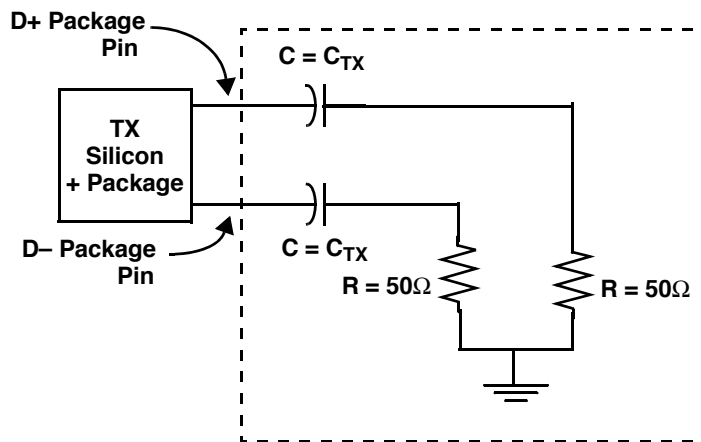 D+ Package
Pin
C = CTX
TX
Silicon
+ Package
D– Package
Pin
C = CTX
R = 50Ω
R = 50Ω